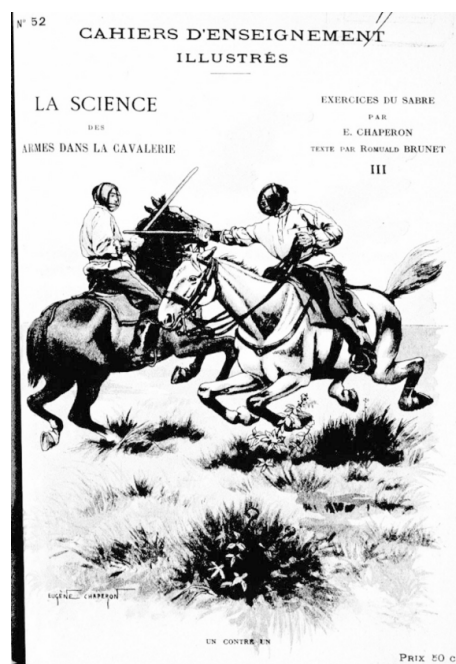 N° 52
CAHIERS D'ENSEIGNEMENT
ILLUSTRÉS
LA SCIENCE
DES
ARMES DANS LA CAVALERIE
EXERCICES DU SABRE
PAR
E. CHAPERON
TEXTE PAR ROMUALD BRUNET
III
EUGÈNE CHAPERON
UN CONTRE UN
PRIX 50 c